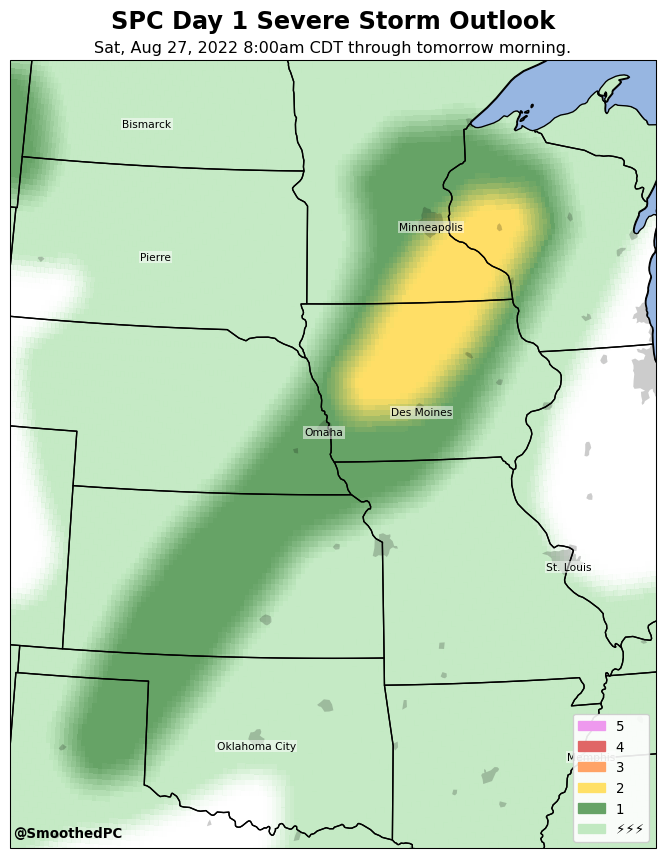 SPC Day 1 Severe Storm Outlook
Sat, Aug 27, 2022 8:00am CDT through tomorrow morning.
Bismarck
Minneapolis
Pierre
Des Moines
Omaha
St. Louis
Oklahoma City
Memphis
5
4
3
2
1
⚡⚡⚡
@SmoothedPC